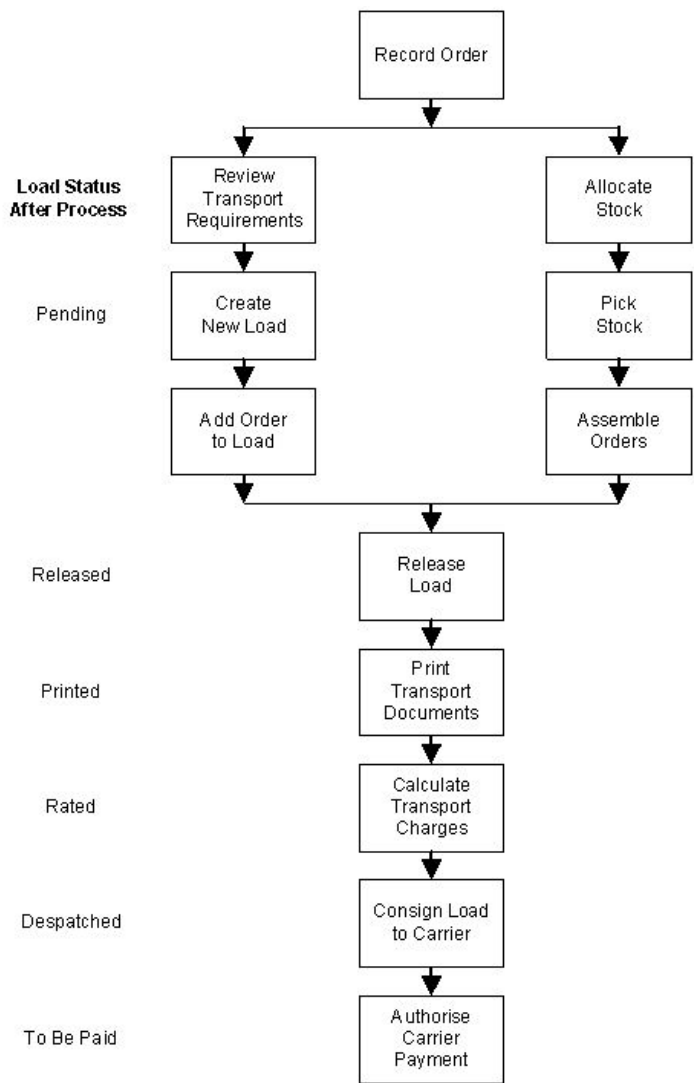 Record Order
Load Status
After Process
Review
Transport
Requirements
Allocate
Stock
Pending
Create
New Load
Pick
Stock
Add Order
to Load
Assemble
Orders
Released
Release
Load
Printed
Print
Transport
Documents
Rated
Calculate
Transport
Charges
Despatched
Consign Load
to Carrier
To Be Paid
Authorise
Carrier
Payment